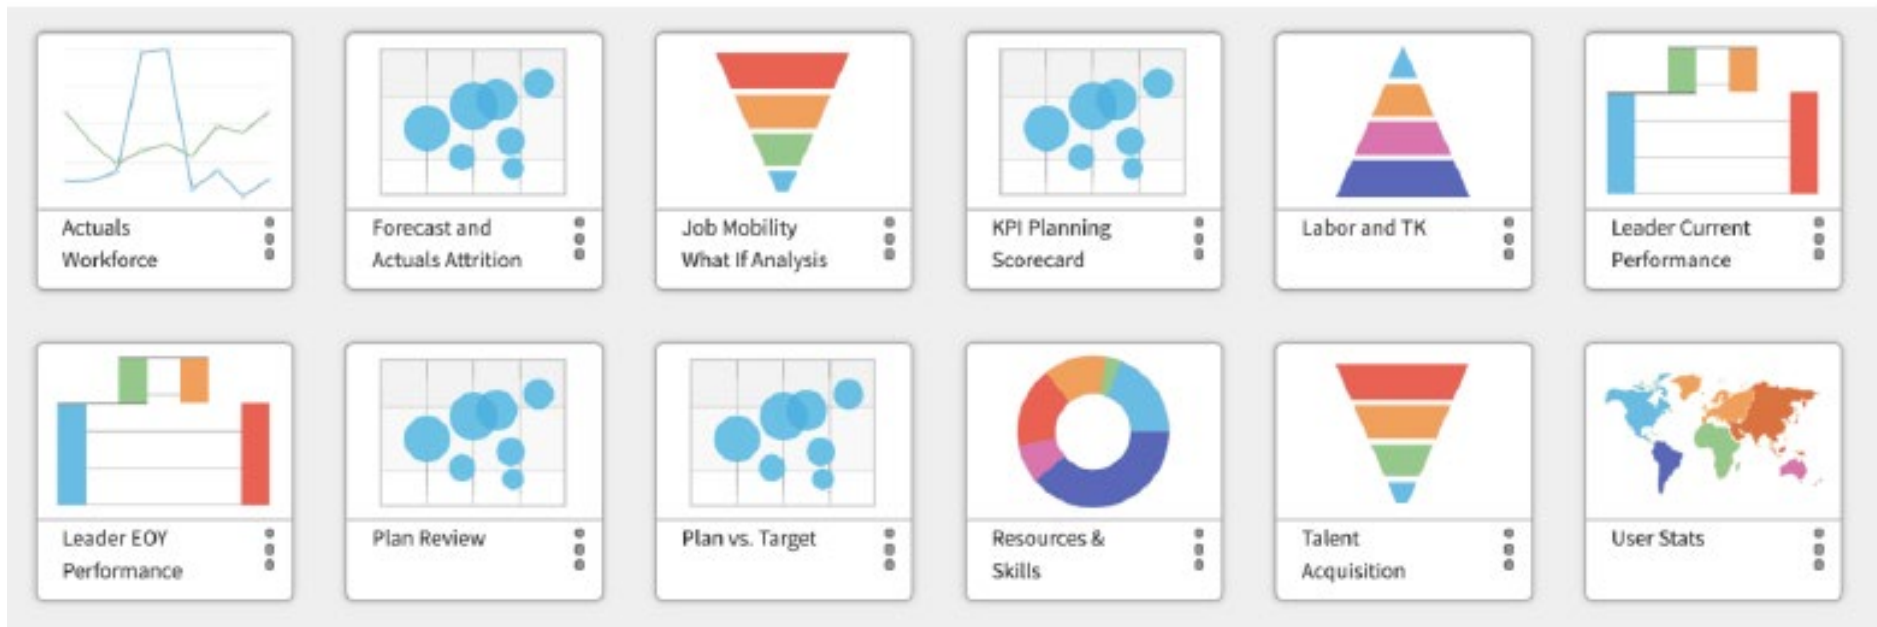 Actuals
Workforce
Forecast and
Actuals Attrition
Job Mobility
What If Analysis
KPI Planning
Scorecard
Labor and TK
Leader Current
Performance
Leader EOY
Performance
Plan Review
Plan vs. Target
Resources &
Skills
Talent
Acquisition
User Stats